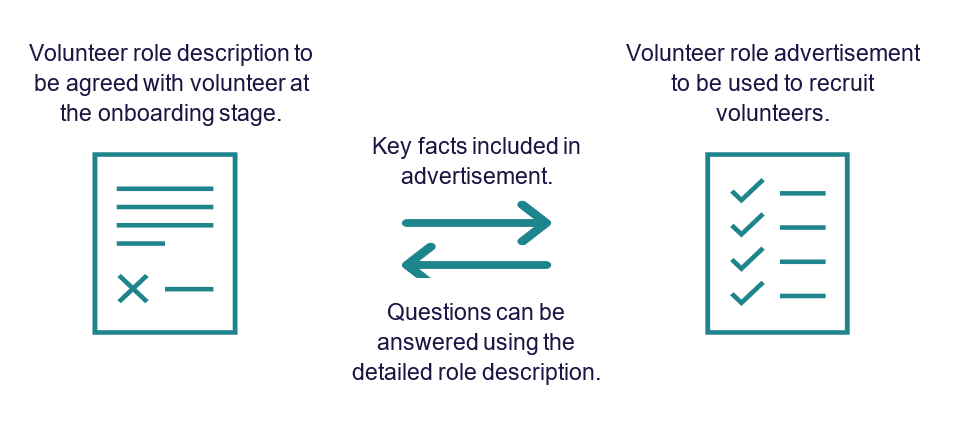 Volunteer role description to
be agreed with volunteer at
the onboarding stage.
Key facts included in
advertisement.
Questions can be
answered using the
detailed role description.
Volunteer role advertisement
to be used to recruit
volunteers.